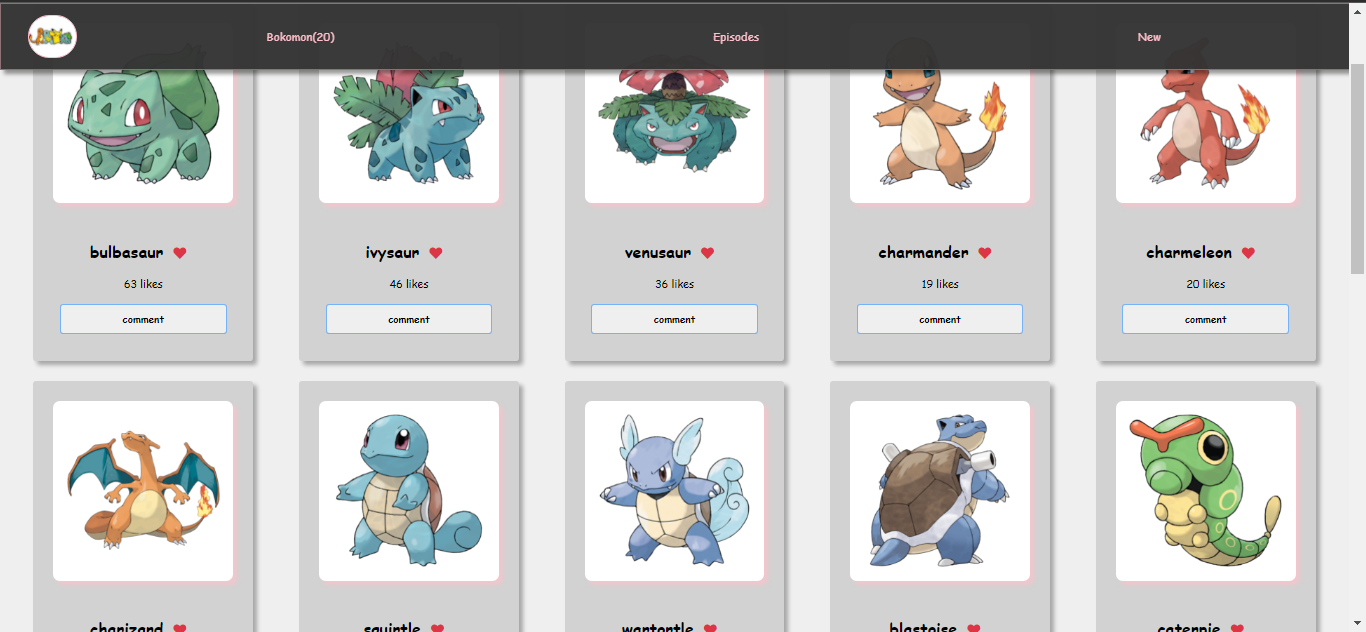 Bokomon(20) Episodes New
bulbasaur ivysaur venusaur charmander charmeleon
63 likes 46 likes 36 likes 19 likes 20 likes
comment comment comment comment comment
charizard squirtle wartortle blastoise caterpie